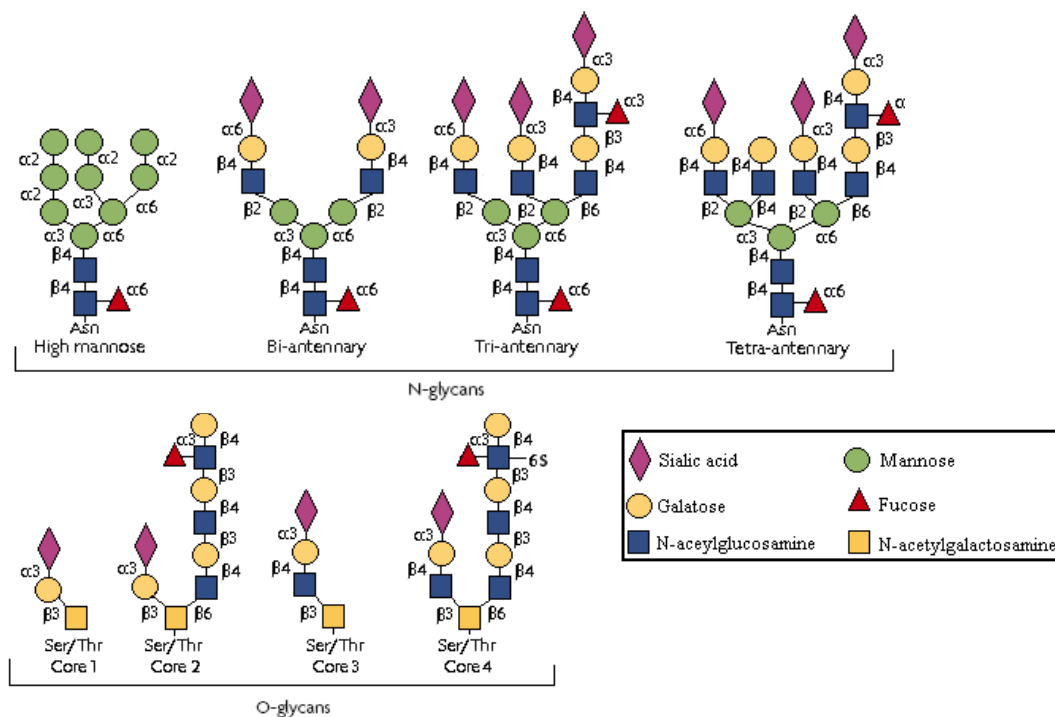 α3 α3
β4 α3 β4 α
α6 α3 α6 α3 β3 α6 α3 β3
α2 α2 α2 β4 β4 β4 β4 β4 β4 β4 β4 β4
α2 α3 α6
β2 β2 β2 β2 β6 β2 β4 β2 β6
α3 α6 α3 α6 α3 α6 α3 α6
β4 β4 β4 β4
β4 α6 β4 α6 β4 α6 β4 α6
Asn Asn Asn Asn
High mannose Bi-antennary Tri-antennary Tetra-antennary
N-glycans
α3 β4 α3 β4
6S
β3 β3
β4 β4
β3 α3 β3
α3 α3 β4 α3 β4
β3 β3 β6 β3 β3 β6
Ser/Thr Ser/Thr Ser/Thr Ser/Thr
Core 1 Core 2 Core 3 Core 4
O-glycans
Sialic acid Mannose
Galatose Fucose
N-aceylglucosamine N-acetylgalactosamine